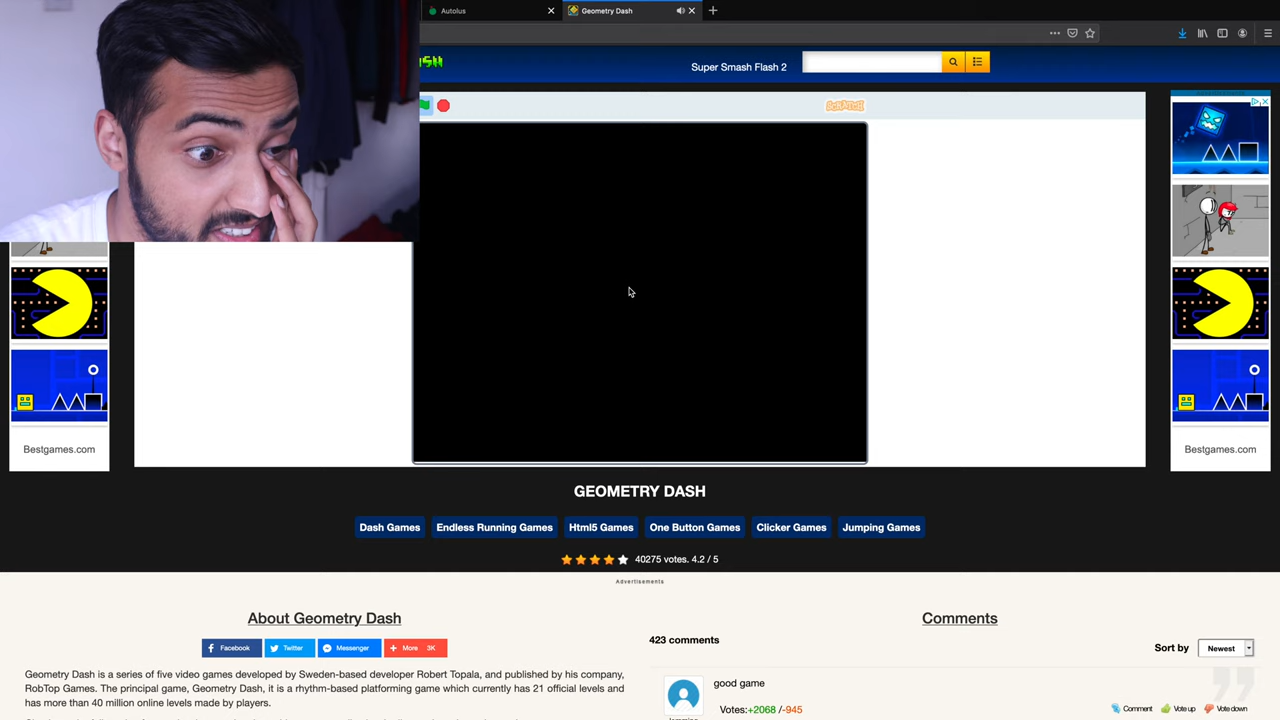 Autolus
Geometry Dash
Super Smash Flash 2
SCRATCH
GEOMETRY DASH
Dash Games
Endless Running Games
Html5 Games
One Button Games
Clicker Games
Jumping Games
40275 votes. 4.2 / 5
Advertisements
Bestgames.com
Bestgames.com
About Geometry Dash
Facebook
Twitter
Messenger
More 3K
Geometry Dash is a series of five video games developed by Sweden-based developer Robert Topala, and published by his company,
RobTop Games. The principal game, Geometry Dash, it is a rhythm-based platforming game which currently has 21 official levels and
has more than 40 million online levels made by players.
Comments
423 comments
Sort by
Newest
good game
Votes:+2068 /-945
Comment
Vote up
Vote down